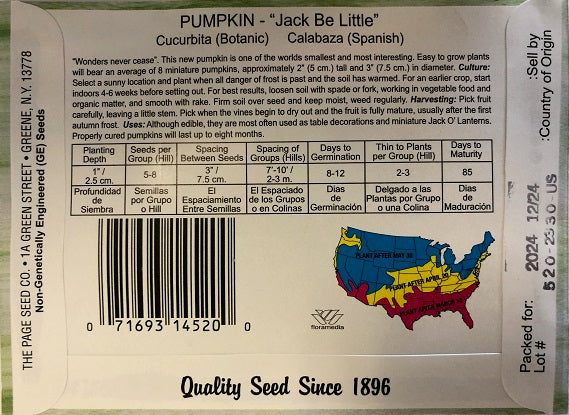 PUMPKIN - “Jack Be Little”
Cucurbita (Botanic) Calabaza (Spanish)
"Wonders never cease". This new pumpkin is one of the worlds smallest and most interesting. Easy to grow plants
will bear an average of 8 miniature pumpkins, approximately 2" (5 cm.) tall and 3" (7.5 cm.) in diameter. Culture:
Select a sunny location and plant when all danger of frost is past and the soil has warmed. For an earlier crop, start
indoors 4-6 weeks before setting out. For best results, loosen soil with spade or fork, working in vegetable food and
organic matter, and smooth with rake. Firm soil over seed and keep moist, weed regularly. Harvesting: Pick fruit
carefully, leaving a little stem. Pick when the vines begin to dry out and the fruit is fully mature, usually after the first
autumn frost. Uses: Although edible, they are most often used as table decorations and miniature Jack O' Lanterns.
Properly cured pumpkins will last up to eight months.
Planting Depth Seeds per Group (Hill) Spacing Between Seeds Spacing of Groups (Hills) Days to Germination Thin to Plants per Group (Hill) Days to Maturity
1" / 2.5 cm. 5-8 3" / 7.5 cm. 7'-10' / 2-3 m. 8-12 2-3 85
Profundidad de Siembra Semillas por Grupo o Hill El Espaciamiento Entre Semillas El Espaciado de los Grupos o en Colinas Dias de Germinación Delgado a las Plantas por Grupo o una Colina Dias de Maduración
0 71693 14520 0
floramedia
PLANT AFTER MAY 30
PLANT AFTER APRIL 20
PLANT AFTER MARCH 10
Quality Seed Since 1896
THE PAGE SEED CO. • 1A GREEN STREET • GREENE, N.Y. 13778
Non-Genetically Engineered (GE) Seeds
:Sell by
:Country of Origin
Packed for: 2024 12/24
Lot # 520-2330 US